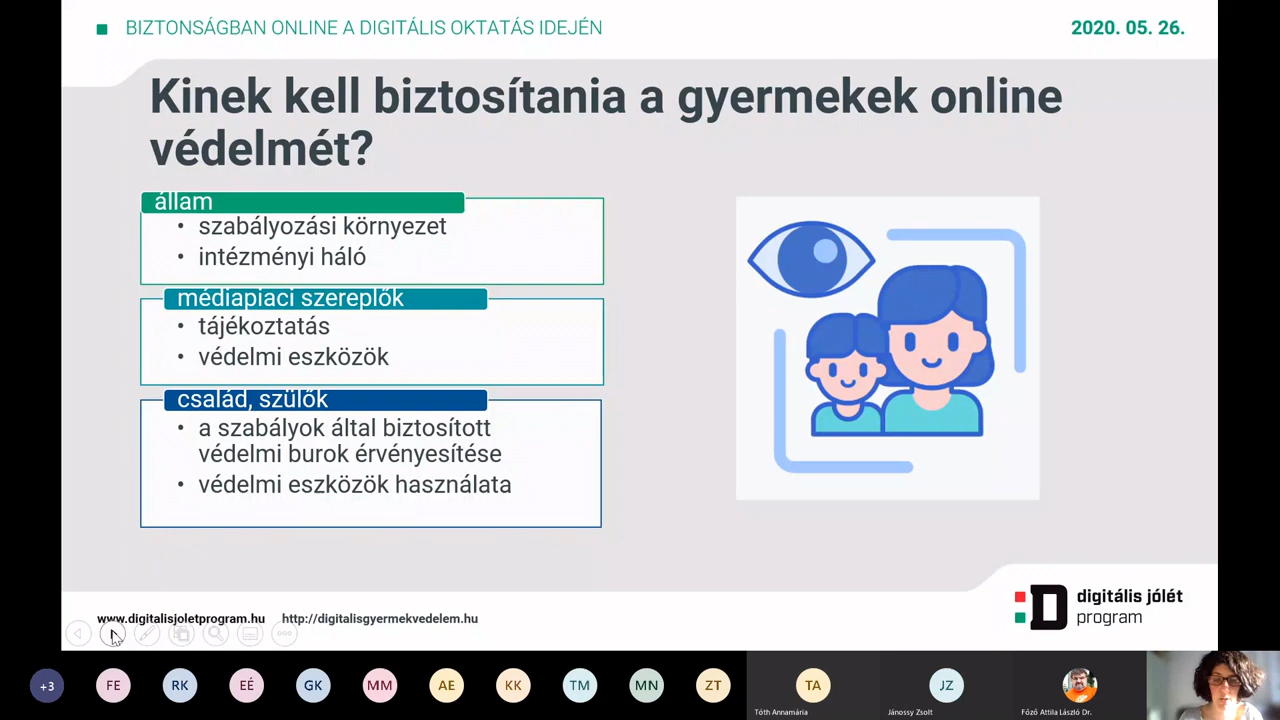 BIZTONSÁGBAN ONLINE A DIGITÁLIS OKTATÁS IDEJÉN
2020. 05. 26.
Kinek kell biztosítania a gyermekek online
védelmét?
állam
• szabályozási környezet
• intézményi háló
médiapiaci szereplők
• tájékoztatás
• védelmi eszközök
család, szülők
• a szabályok által biztosított
védelmi burok érvényesítése
• védelmi eszközök használata
www.digitalisjoletprogram.hu
http://digitalisgyermekvedelem.hu
digitális jólét
program
+3
FE
RK
EÉ
GK
MM
AE
KK
TM
MN
ZT
TA
JZ
Tóth Annamária
Jánossy Zsolt
Főző Attila László Dr.